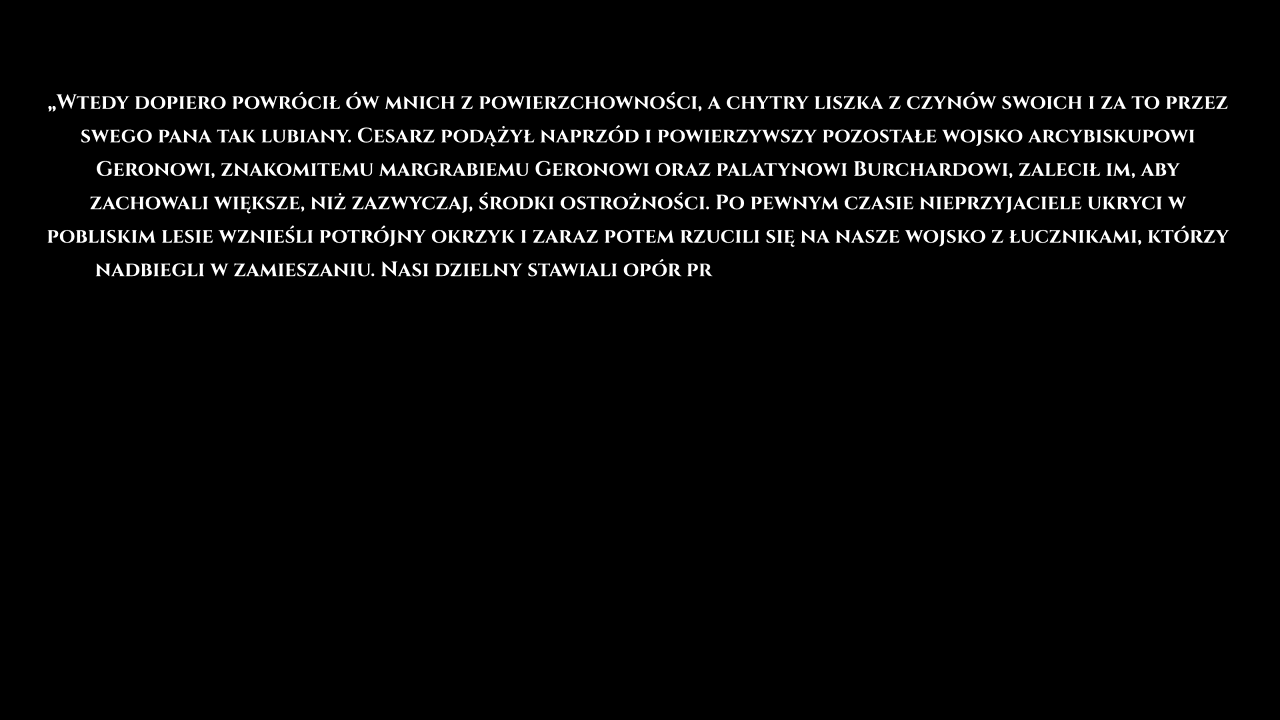 „Wtedy dopiero powrócił ów mnich z powierzchowności, a chytry liszka z czynów swoich i za to przez
swego pana tak lubiany. Cesarz podążył naprzód i powierzywszy pozostałe wojsko arcybiskupowi
Geronowi, znakomitemu margrabiemu Geronowi oraz palatynowi Burchardowi, zalecił im, aby
zachowali większe, niż zazwyczaj, środki ostrożności. Po pewnym czasie nieprzyjaciele ukryci w
pobliskim lesie wznieśli potrójny okrzyk i zaraz potem rzucili się na nasze wojsko z łucznikami, którzy
nadbiegli w zamieszaniu. Nasi dzielny stawiali opór pr